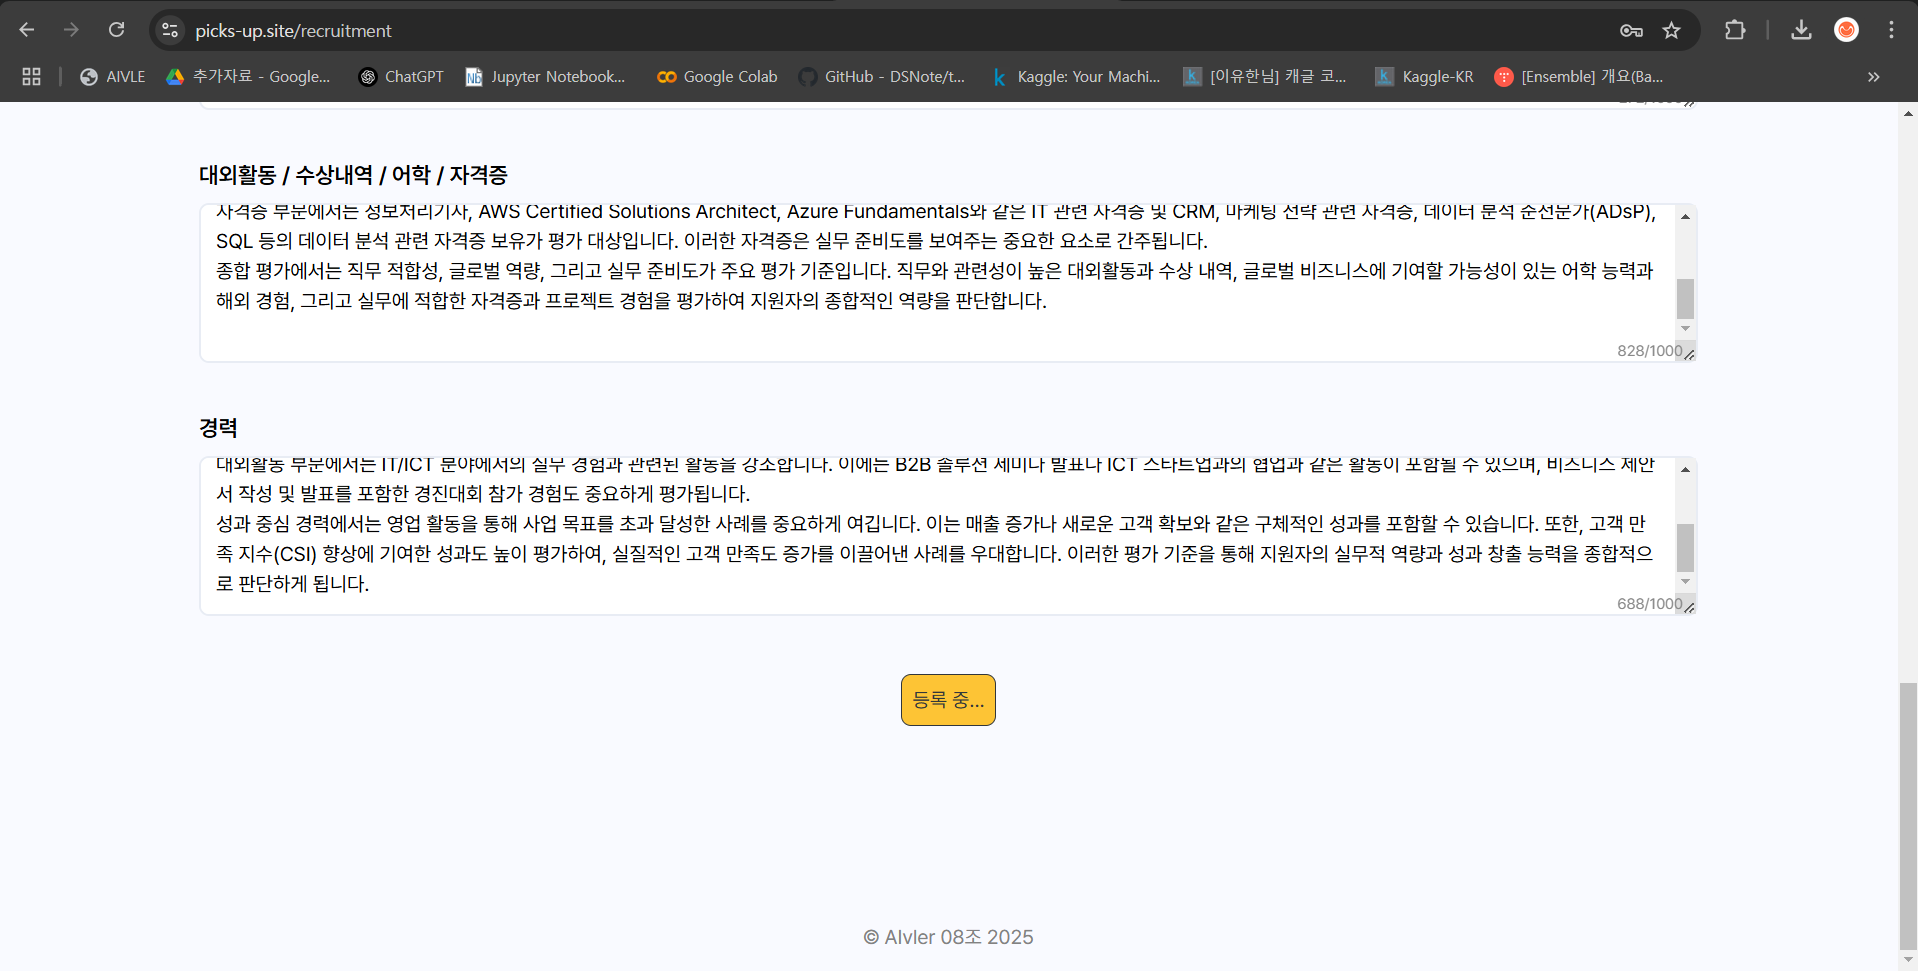 picks-up.site/recruitment
AIVLE
추가자료 - Google...
ChatGPT
Jupyter Notebook...
Google Colab
GitHub - DSNote/t...
Kaggle: Your Machi...
[이유한님] 캐글 코...
Kaggle-KR
[Ensemble] 개요(Ba...
대외활동 / 수상내역 / 어학 / 자격증
자격증 부문에서는 정보처리기사, AWS Certified Solutions Architect, Azure Fundamentals와 같은 IT 관련 자격증 및 CRM, 마케팅 전략 관련 자격증, 데이터 분석 준전문가(ADsP),
SQL 등의 데이터 분석 관련 자격증 보유가 평가 대상입니다. 이러한 자격증은 실무 준비도를 보여주는 중요한 요소로 간주됩니다.
종합 평가에서는 직무 적합성, 글로벌 역량, 그리고 실무 준비도가 주요 평가 기준입니다. 직무와 관련성이 높은 대외활동과 수상 내역, 글로벌 비즈니스에 기여할 가능성이 있는 어학 능력과
해외 경험, 그리고 실무에 적합한 자격증과 프로젝트 경험을 평가하여 지원자의 종합적인 역량을 판단합니다.
828/1000
경력
대외활동 부문에서는 IT/ICT 분야에서의 실무 경험과 관련된 활동을 강조합니다. 이에는 B2B 솔루션 세미나 발표나 ICT 스타트업과의 협업과 같은 활동이 포함될 수 있으며, 비즈니스 제안
서 작성 및 발표를 포함한 경진대회 참가 경험도 중요하게 평가됩니다.
성과 중심 경력에서는 영업 활동을 통해 사업 목표를 초과 달성한 사례를 중요하게 여깁니다. 이는 매출 증가나 새로운 고객 확보와 같은 구체적인 성과를 포함할 수 있습니다. 또한, 고객 만
족 지수(CSI) 향상에 기여한 성과도 높이 평가하여, 실질적인 고객 만족도 증가를 이끌어낸 사례를 우대합니다. 이러한 평가 기준을 통해 지원자의 실무적 역량과 성과 창출 능력을 종합적으
로 판단하게 됩니다.
688/1000
등록 중...
© AIvler 08조 2025